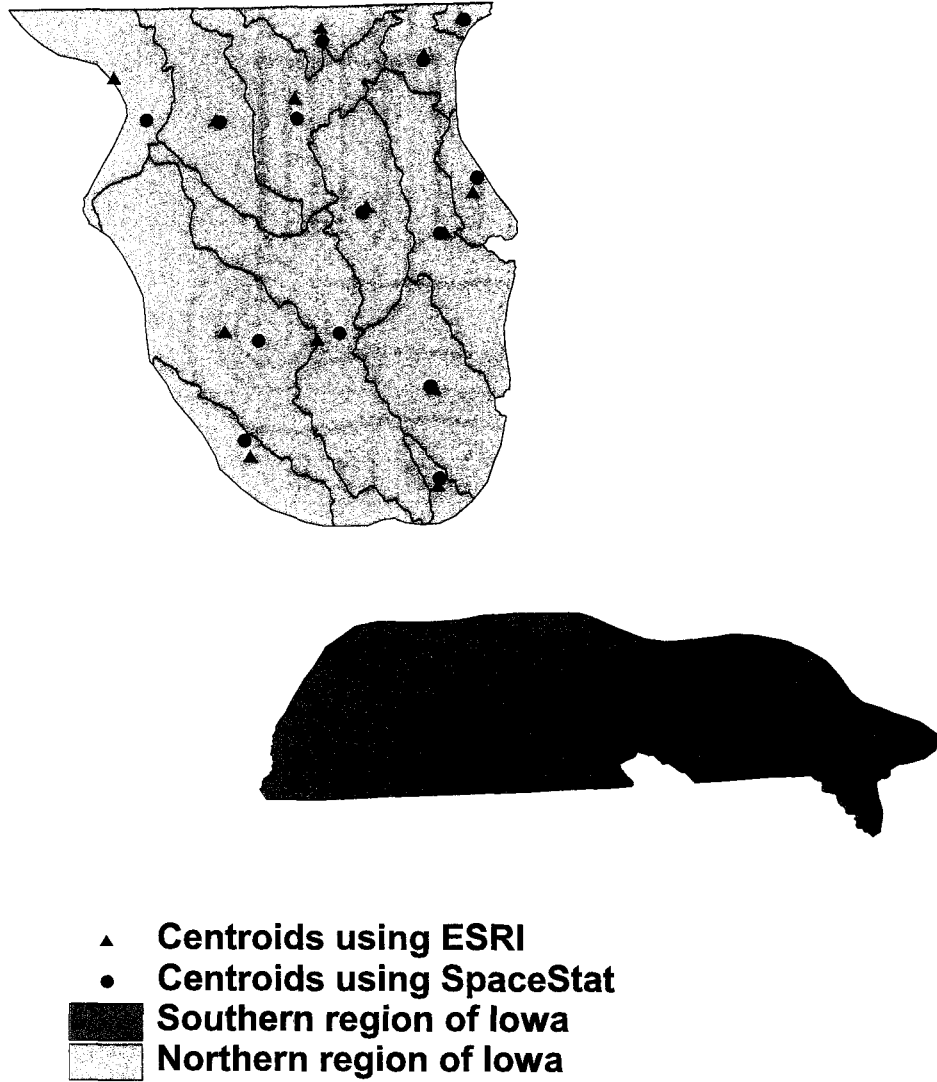 Centroids using ESRI
Centroids using SpaceStat
Southern region of Iowa
Northern region of Iowa